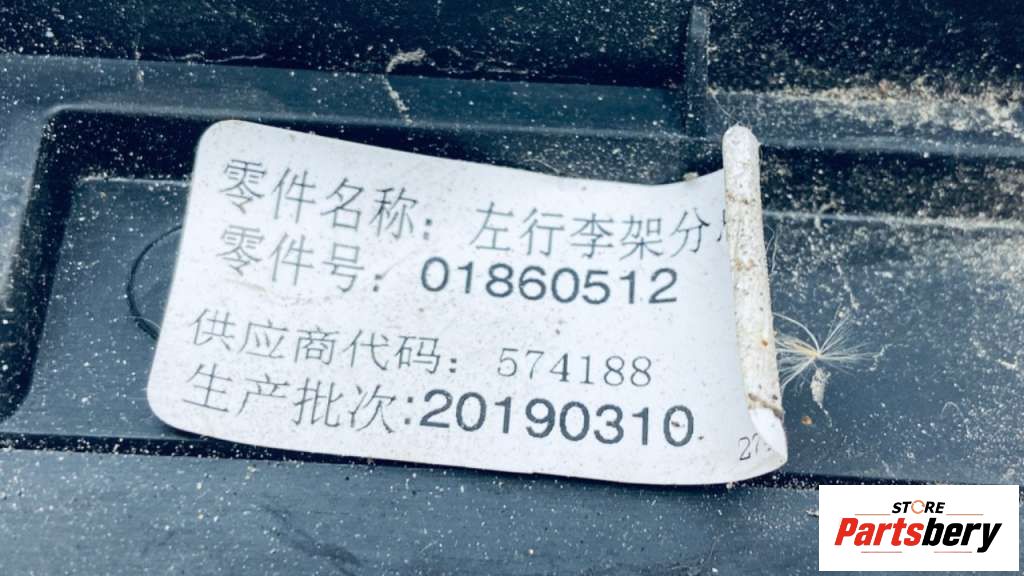 零件名称：左行李架分
零件号：01860512
供应商代码：574188
生产批次:20190310
27
STORE
Partsbery